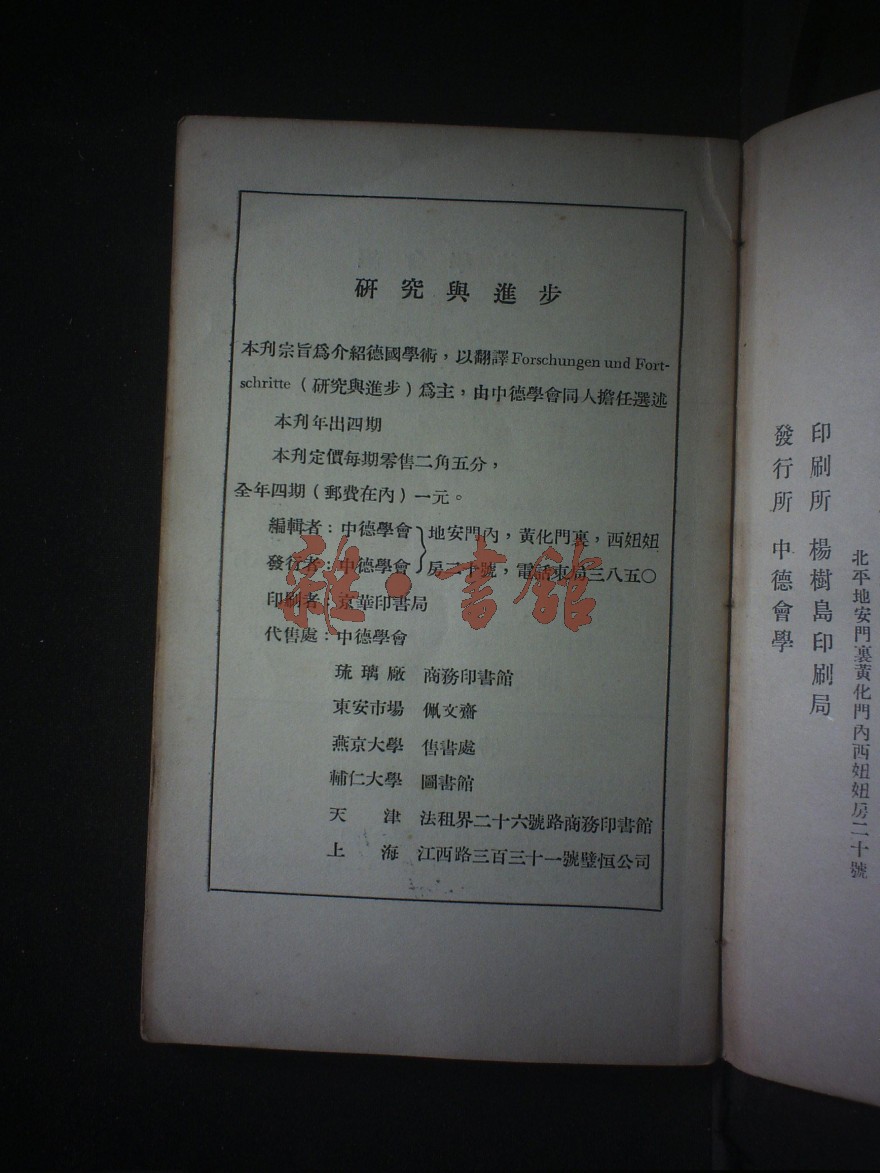 研究與進步
本刋宗旨爲介紹德國學術，以翻譯Forschungen und Fort-
schritte（研究與進步）爲主，由中德學會同人擔任選述
本刋年出四期
本刋定價每期零售二角五分，
全年四期（郵費在內）一元。
編輯者：中德學會 地安門內，黃化門裏，西妞妞
發行者：中德學會 房二十號，電話東局三八五〇
印刷者：京華印書局
代售處：中德學會
琉璃廠 商務印書館
東安市場 佩文齋
燕京大學 售書處
輔仁大學 圖書館
天津 法租界二十六號路商務印書館
上海 江西路三百三十一號璧恒公司
雜·書館
印刷所 楊樹島印刷局
發行所 中德會學
北平地安門裏黃化門內西妞妞房二十號